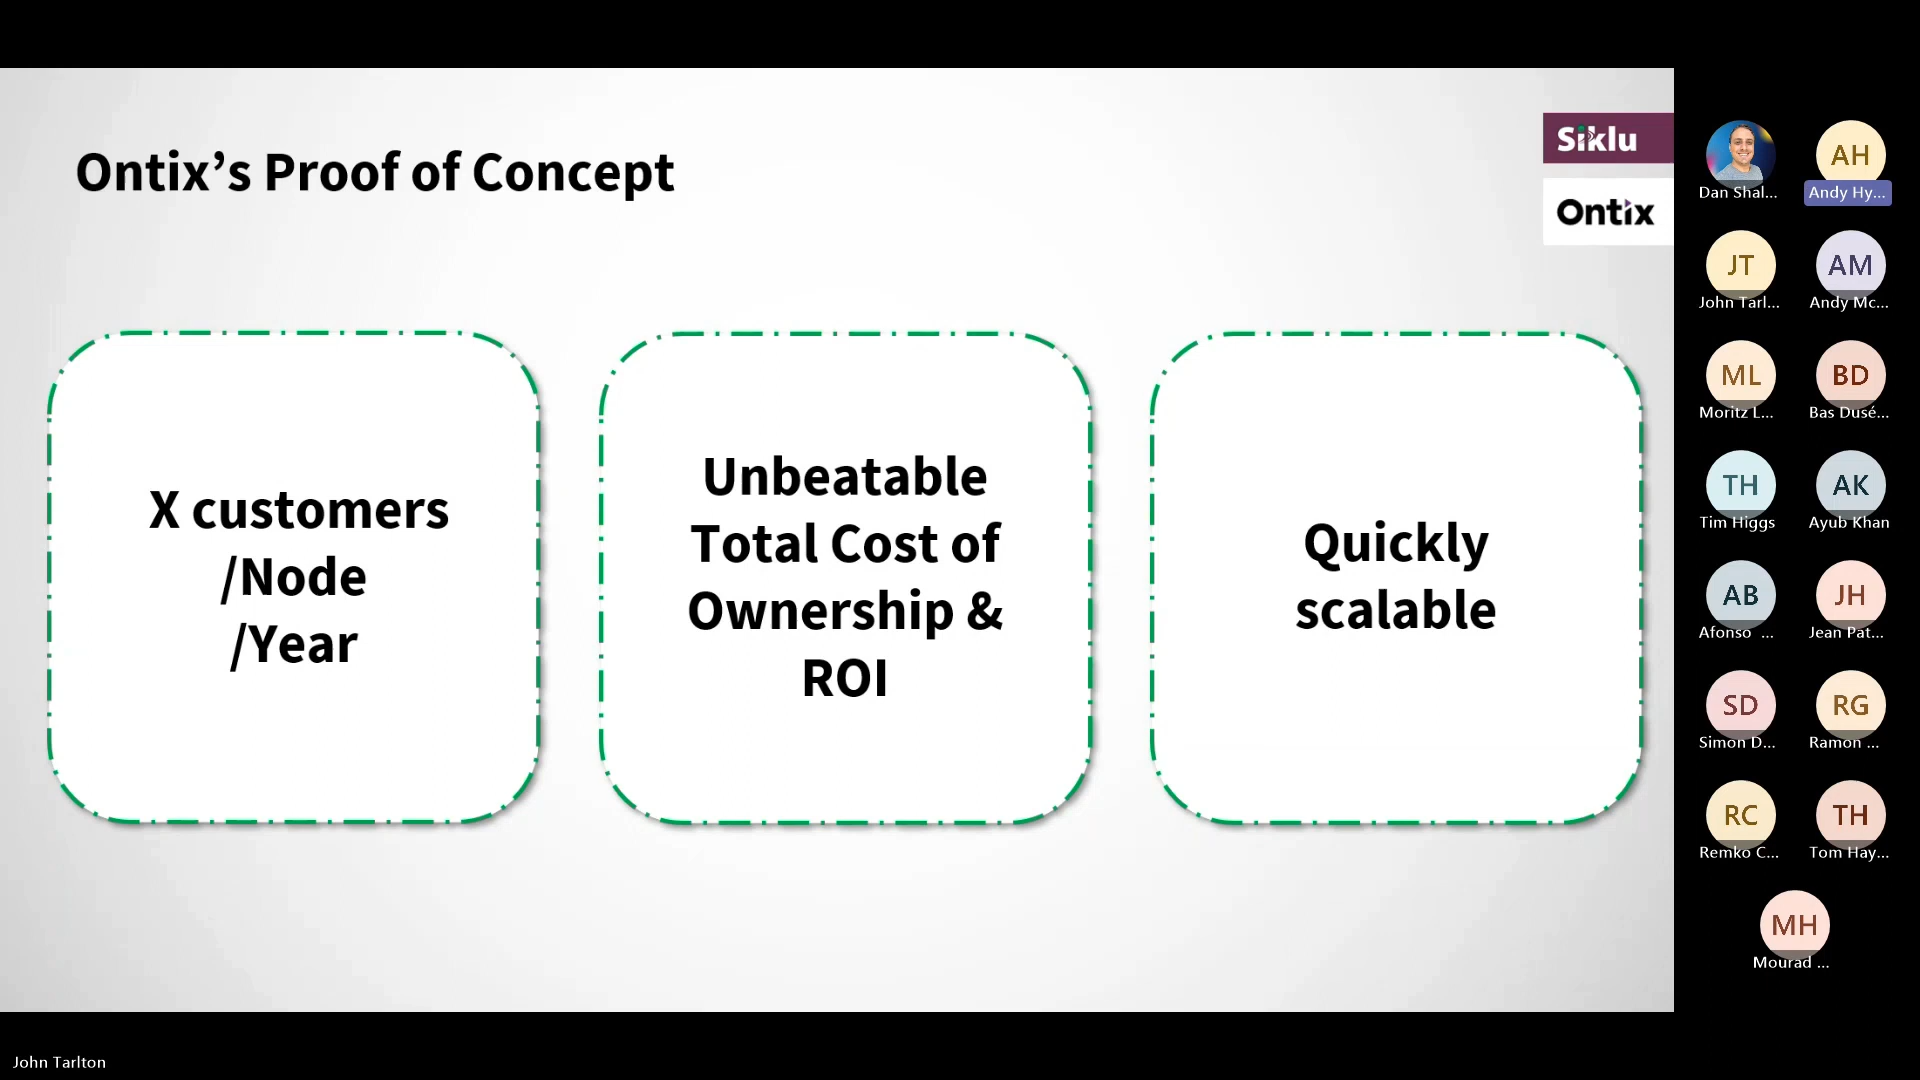 Ontix’s Proof of Concept
Siklu
Ontix
X customers
/Node
/Year
Unbeatable
Total Cost of
Ownership &
ROI
Quickly
scalable
Dan Shal...
AH
Andy Hy...
JT
John Tarl...
AM
Andy Mc...
ML
Moritz L...
BD
Bas Dusé...
TH
Tim Higgs
AK
Ayub Khan
AB
Afonso ...
JH
Jean Pat...
SD
Simon D...
RG
Ramon ...
RC
Remko C...
TH
Tom Hay...
MH
Mourad ...
John Tarlton